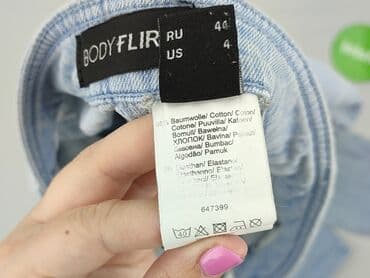 BODYFLIR
RU 44
US 4
Baumwolle/ Cotton/ Coton/
Cotone/ Puuvilla/ Katoen/
Bomull/ Bawełna/
ХЛОПОК/ Bavlna/ Pamut/
Bumbac/
Algodão/ Pamuk
Elastan/
647399